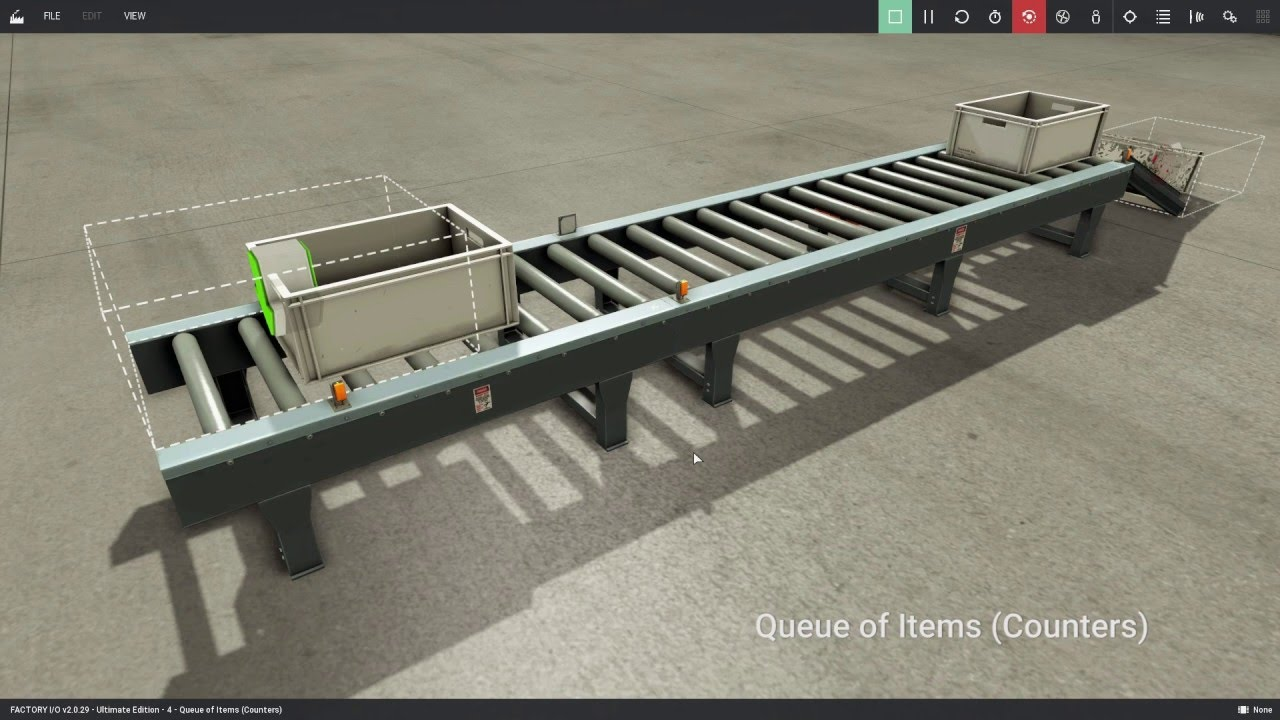 FILE EDIT VIEW
Queue of Items (Counters)
FACTORY I/O v2.0.29 - Ultimate Edition - 4 - Queue of Items (Counters)
None